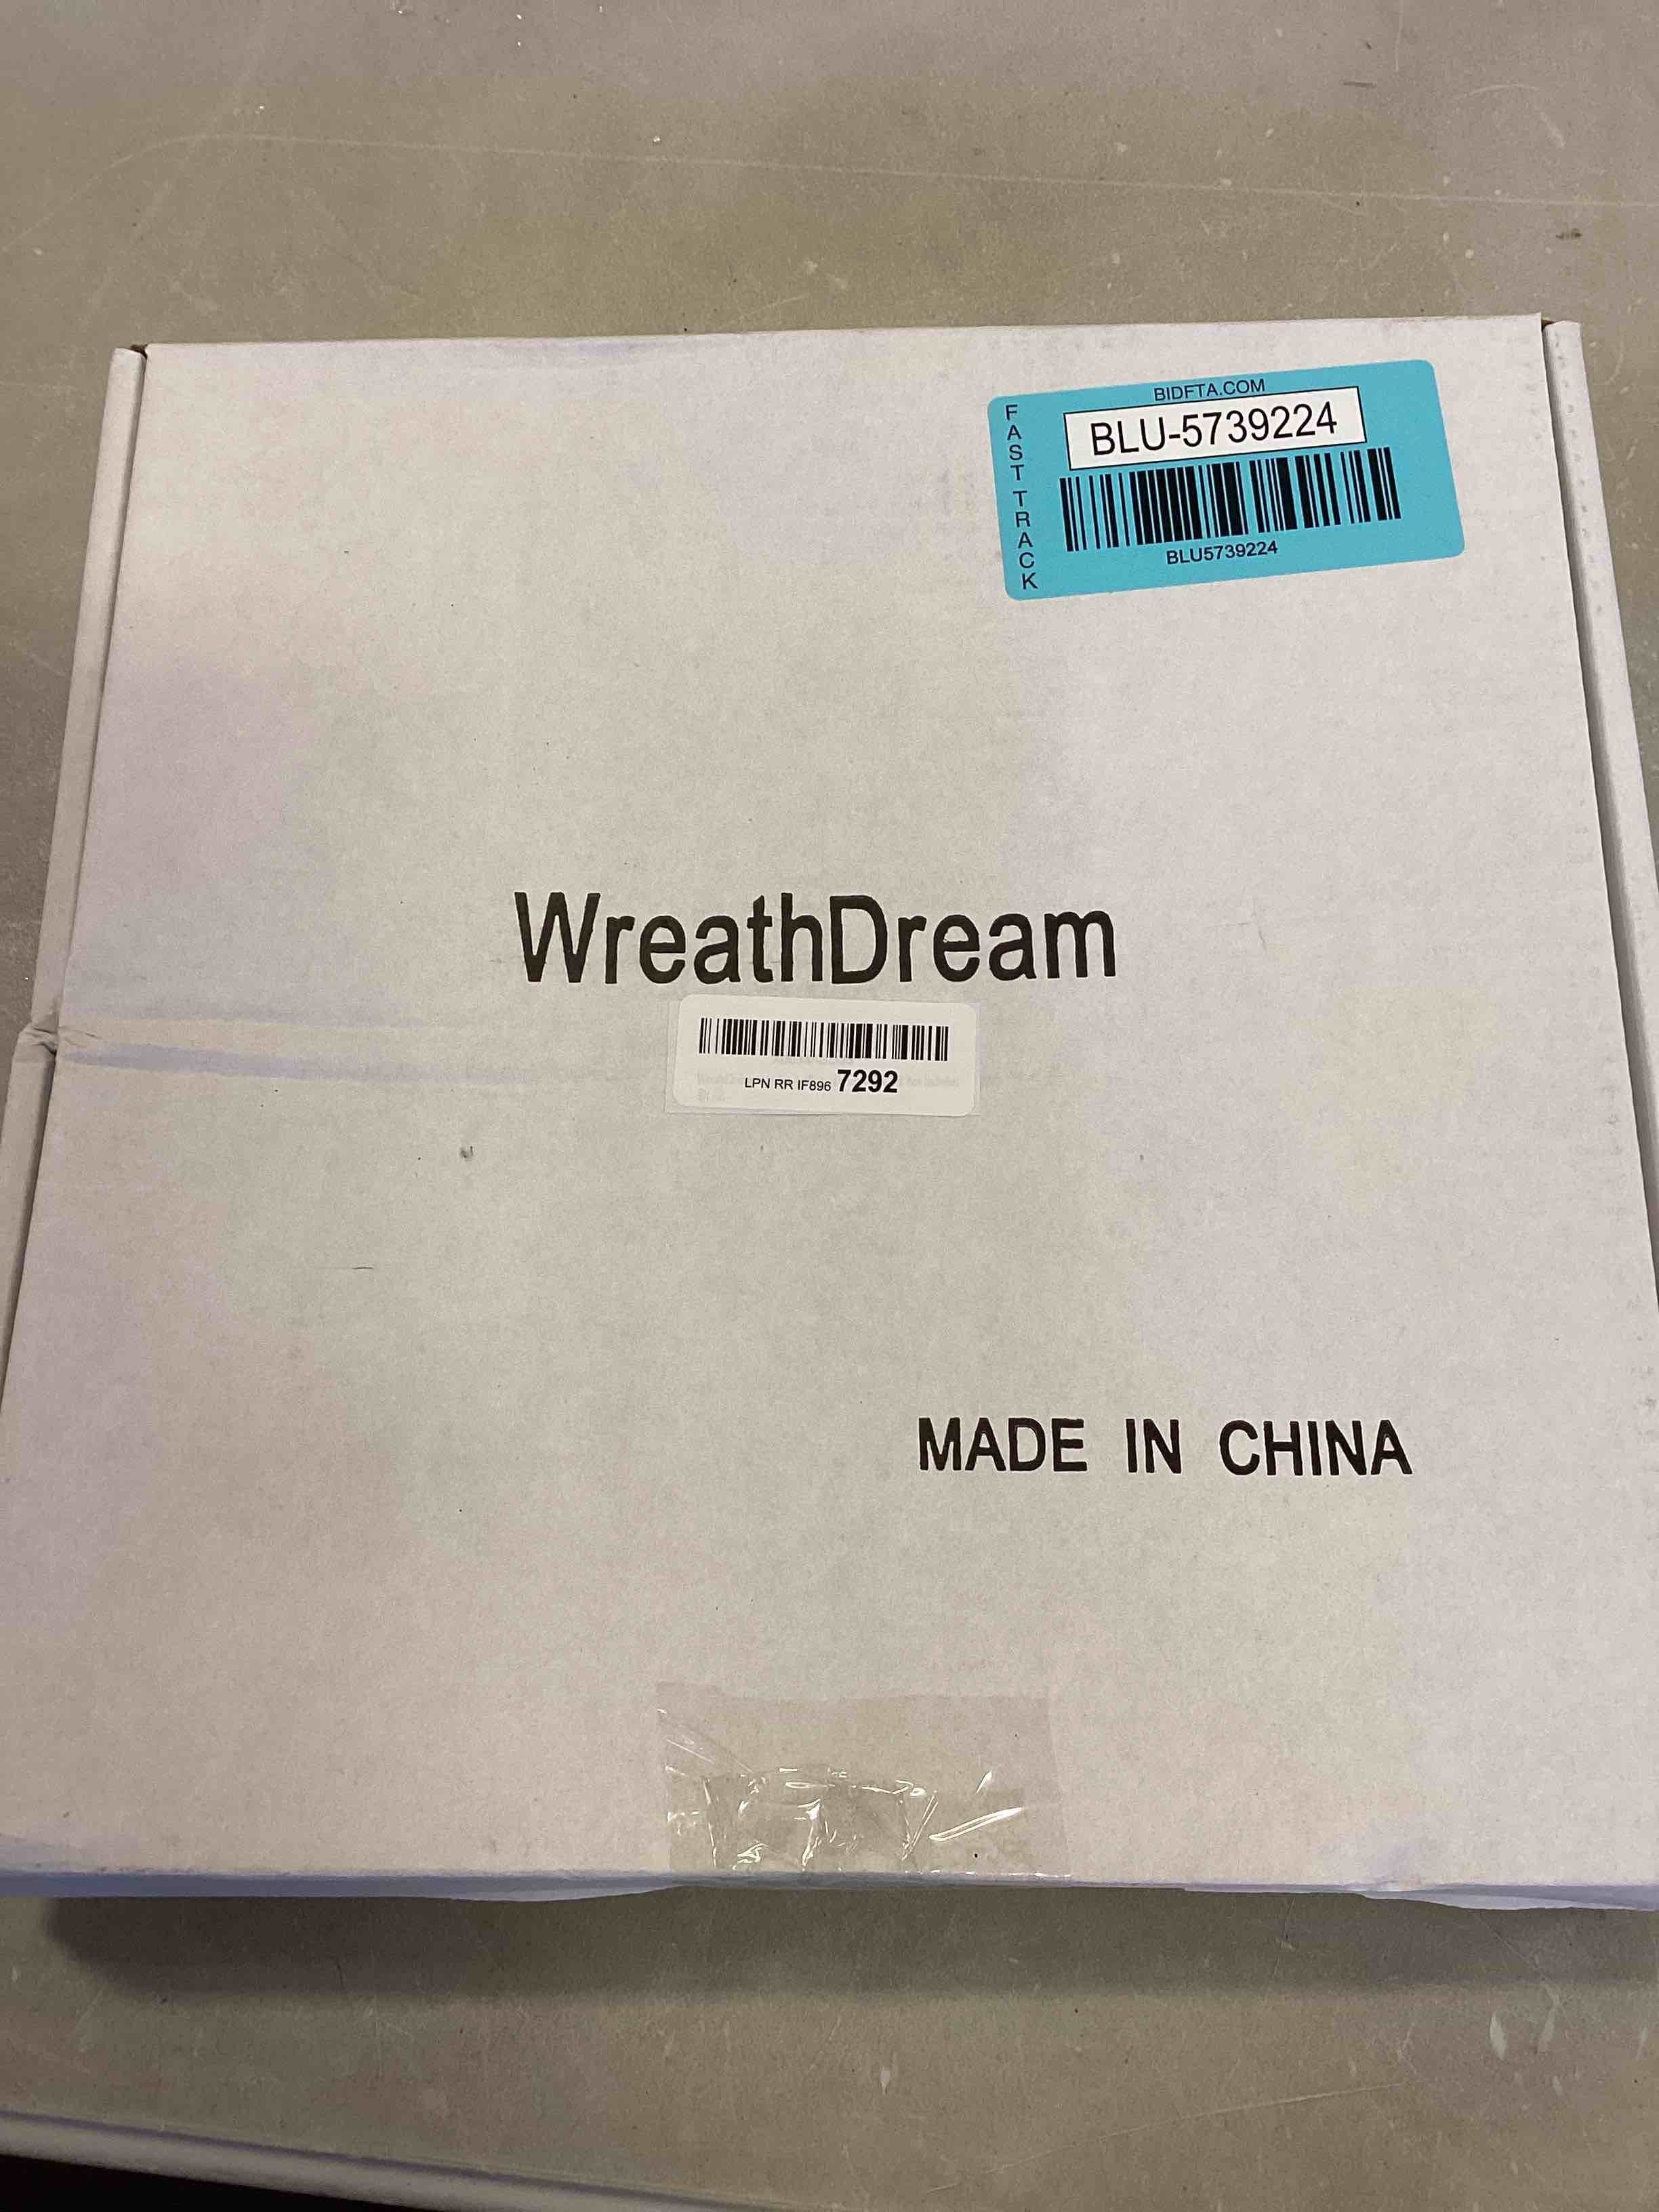 BIDFTA.COM
FAST TRACK
BLU-5739224
BLU5739224
WreathDream
LPN RR IF896 7292
MADE IN CHINA